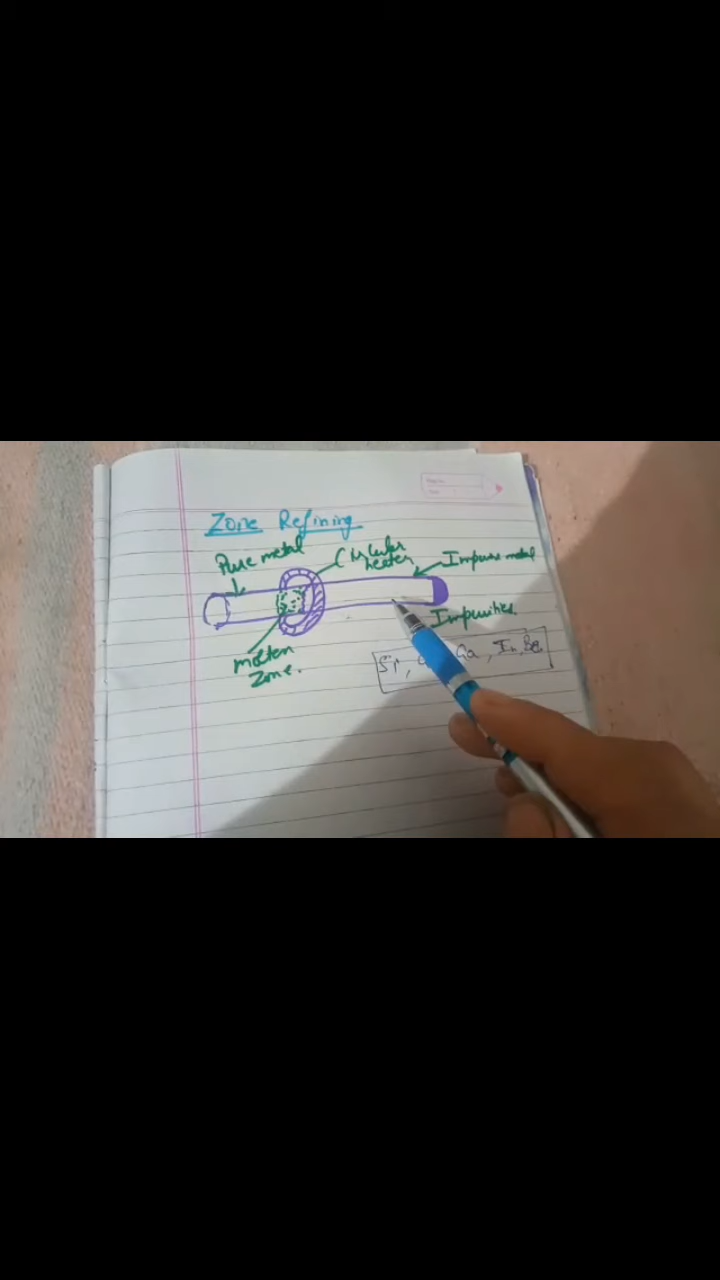 Zone Refining
Pure metal
Circular
heater
Impure metal
Impurities
molten
zone.
Ga, In,